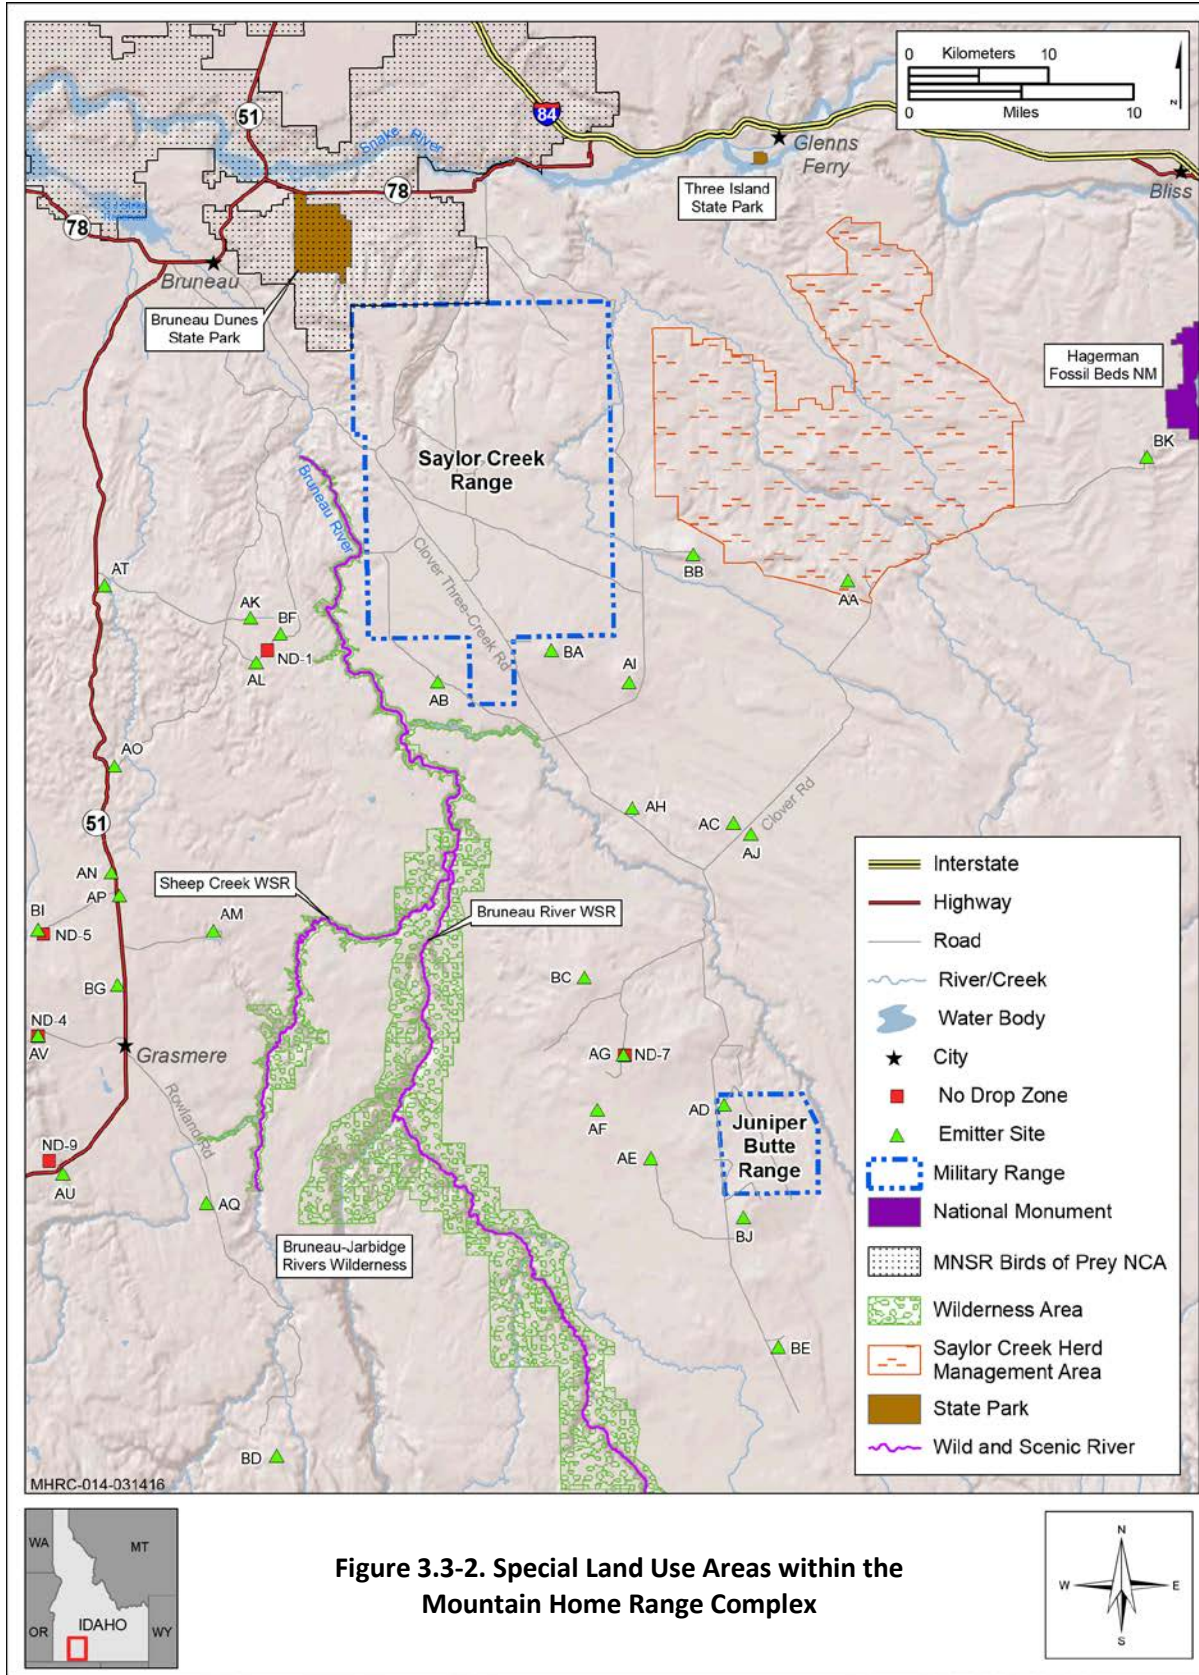 0 Kilometers 10
0 Miles 10
N
84
51
Snake River
Glenns
Ferry
Bliss
78
Three Island
State Park
78
Bruneau
Bruneau Dunes
State Park
Hagerman
Fossil Beds NM
BK
Saylor Creek
Range
Bruneau River
Clover Three-Creek Rd
BB
AA
AT
AK
BF
ND-1
AL
BA
AI
AB
AO
51
AH
AC
AJ
Clover Rd
AN
AP
Sheep Creek WSR
Bruneau River WSR
BI
ND-5
AM
BG
BC
ND-4
AV
Grasmere
AG
ND-7
Rowland Rd
AD
AF
Juniper
Butte
Range
ND-9
AU
AE
AQ
BJ
Bruneau-Jarbidge
Rivers Wilderness
BE
BD
MHRC-014-031416
Interstate
Highway
Road
River/Creek
Water Body
City
No Drop Zone
Emitter Site
Military Range
National Monument
MNSR Birds of Prey NCA
Wilderness Area
Saylor Creek Herd
Management Area
State Park
Wild and Scenic River
WA
MT
OR
IDAHO
WY
Figure 3.3-2. Special Land Use Areas within the
Mountain Home Range Complex
N
W
E
S